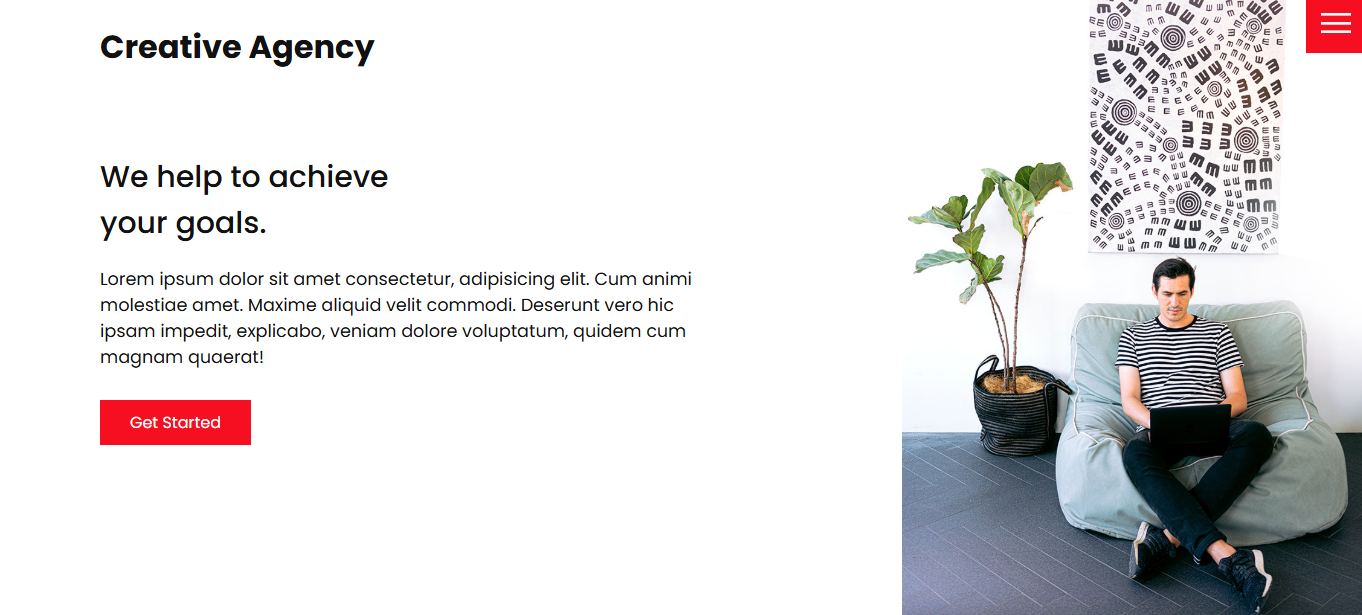 Creative Agency
We help to achieve
your goals.
Lorem ipsum dolor sit amet consectetur, adipisicing elit. Cum animi
molestiae amet. Maxime aliquid velit commodi. Deserunt vero hic
ipsam impedit, explicabo, veniam dolore voluptatum, quidem cum
magnam quaerat!
Get Started